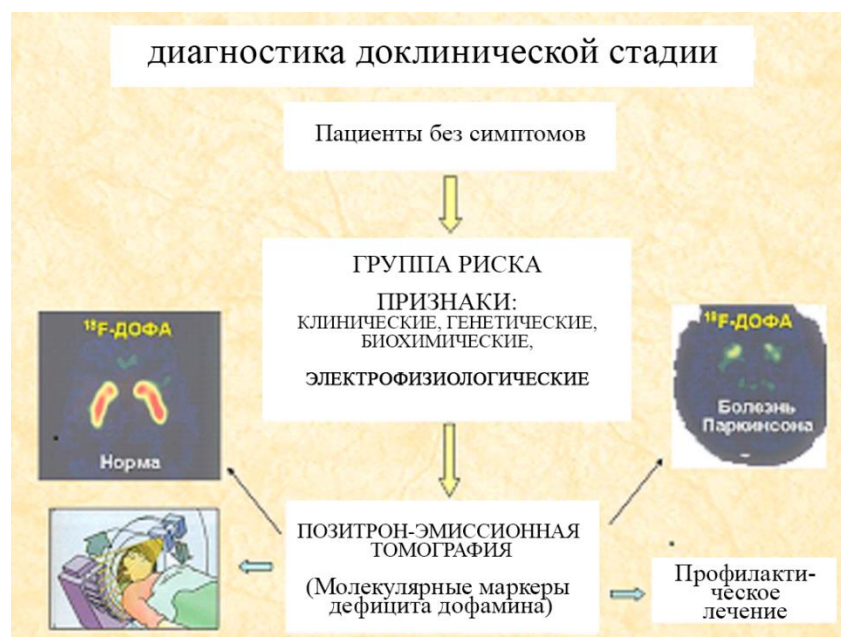 диагностика доклинической стадии
Пациенты без симптомов
ГРУППА РИСКА
ПРИЗНАКИ:
КЛИНИЧЕСКИЕ, ГЕНЕТИЧЕСКИЕ,
БИОХИМИЧЕСКИЕ,
ЭЛЕКТРОФИЗИОЛОГИЧЕСКИЕ
18F-ДОФА
Норма
18F-ДОФА
Болезнь
Паркинсона
ПОЗИТРОН-ЭМИССИОННАЯ
ТОМОГРАФИЯ
(Молекулярные маркеры
дефицита дофамина)
Профилакти-
ческое
лечение